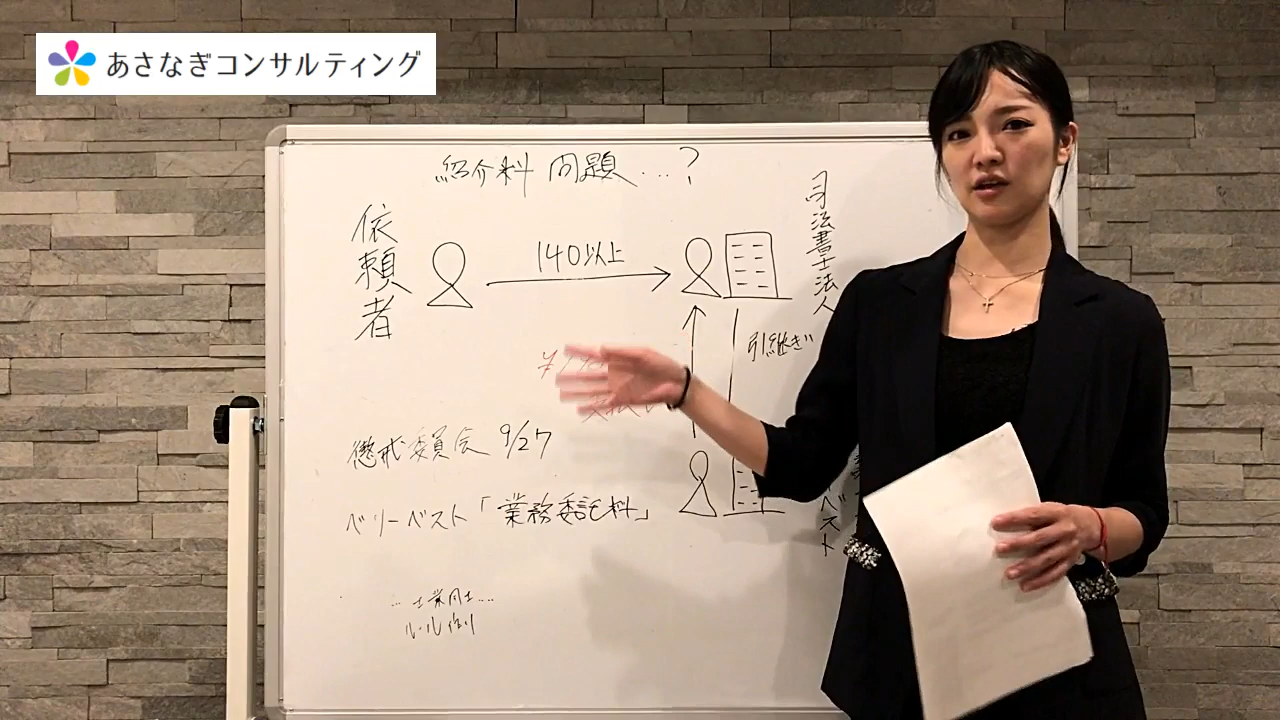 あさなぎコンサルティング
紹介料 問題…?
依頼者
140以上
司法書士法人
引継ぎ
懲戒委員会 9/27
ベリーベスト「業務委託料」
ベスト
…士業同士…
ルール作り